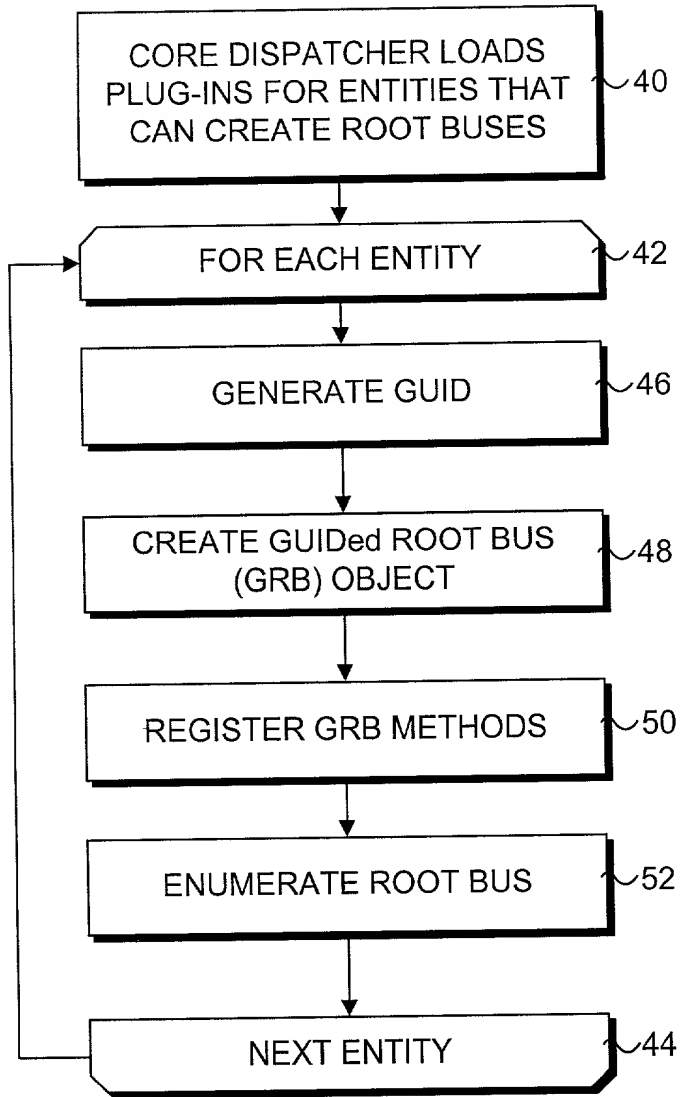 CORE DISPATCHER LOADS
PLUG-INS FOR ENTITIES THAT
CAN CREATE ROOT BUSES
40
FOR EACH ENTITY
42
GENERATE GUID
46
CREATE GUIDed ROOT BUS
(GRB) OBJECT
48
REGISTER GRB METHODS
50
ENUMERATE ROOT BUS
52
NEXT ENTITY
44